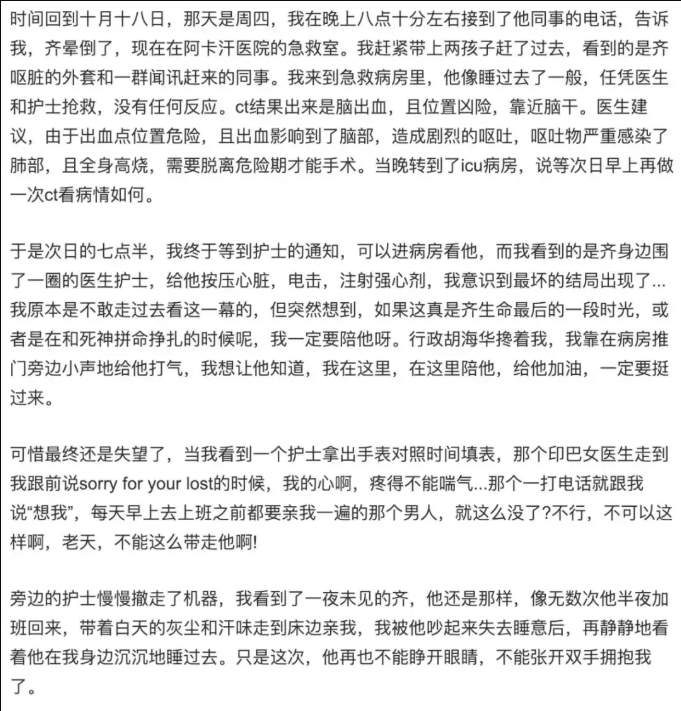 时间回到十月十八日，那天是周四，我在晚上八点十分左右接到了他同事的电话，告诉
我，齐晕倒了，现在在阿卡汗医院的急救室。我赶紧带上两孩子赶了过去，看到的是齐
呕脏的外套和一群闻讯赶来的同事。我来到急救病房里，他像睡过去了一般，任凭医生
和护士抢救，没有任何反应。ct结果出来是脑出血，且位置凶险，靠近脑干。医生建
议，由于出血点位置危险，且出血影响到了脑部，造成剧烈的呕吐，呕吐物严重感染了
肺部，且全身高烧，需要脱离危险期才能手术。当晚转到了icu病房，说等次日早上再做
一次ct看病情如何。
于是次日的七点半，我终于等到护士的通知，可以进病房看他，而我看到的是齐身边围
了一圈的医生护士，给他按压心脏，电击，注射强心剂，我意识到最坏的结局出现了...
我原本是不敢走过去看这一幕的，但突然想到，如果这真是齐生命最后的一段时光，或
者是在和死神拼命挣扎的时候呢，我一定要陪他呀。行政胡海华搀着我，我靠在病房推
门旁边小声地给他打气，我想让他知道，我在这里，在这里陪他，给他加油，一定要挺
过来。
可惜最终还是失望了，当我看到一个护士拿出手表对照时间填表，那个印巴女医生走到
我跟前说sorry for your lost的时候，我的心啊，疼得不能喘气...那个一打电话就跟我
说“想我”，每天早上去上班之前都要亲我一遍的那个男人，就这么没了?不行，不可以这
样啊，老天，不能这么带走他啊!
旁边的护士慢慢撤走了机器，我看到了一夜未见的齐，他还是那样，像无数次他半夜加
班回来，带着白天的灰尘和汗味走到床边亲我，我被他吵起来失去睡意后，再静静地看
着他在我身边沉沉地睡过去。只是这次，他再也不能睁开眼睛，不能张开双手拥抱我
了。